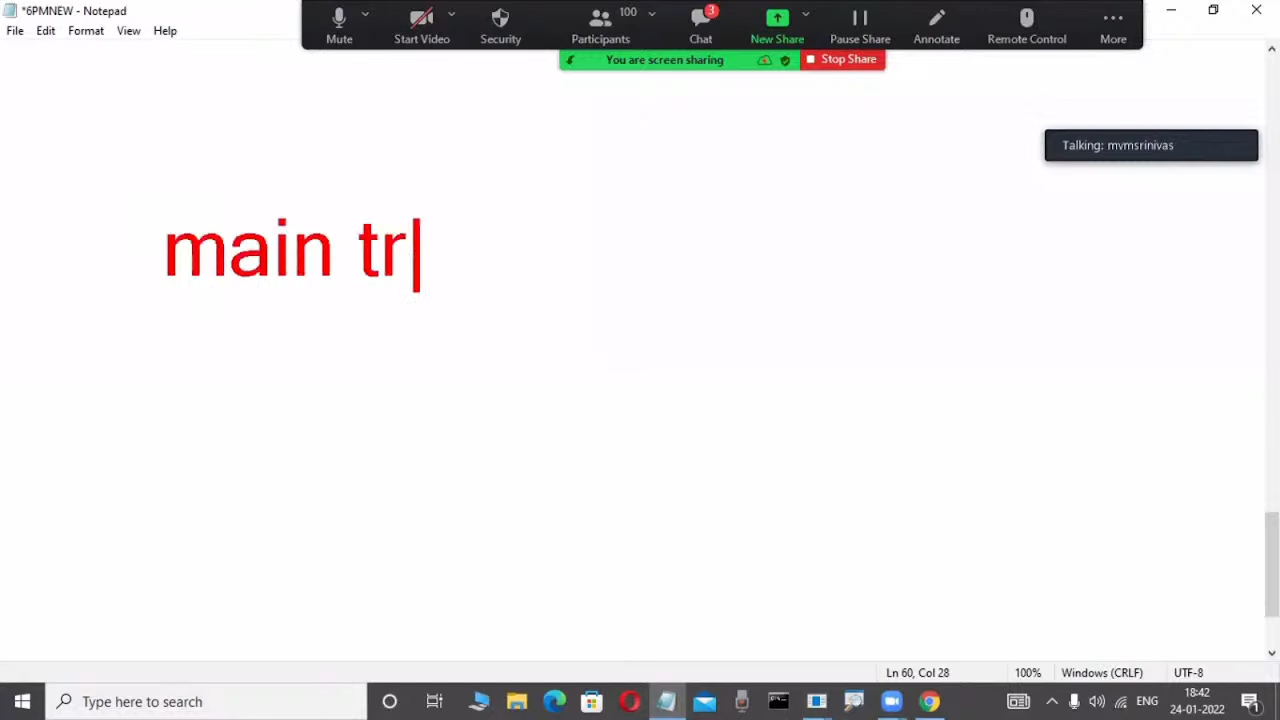 *6PMNEW - Notepad
File Edit Format View Help
Mute Start Video Security Participants 100 Chat 3 New Share Pause Share Annotate Remote Control More
You are screen sharing Stop Share
Talking: mvmsrinivas
main tr
Ln 60, Col 28 100% Windows (CRLF) UTF-8
Type here to search
ENG 18:42 24-01-2022 1